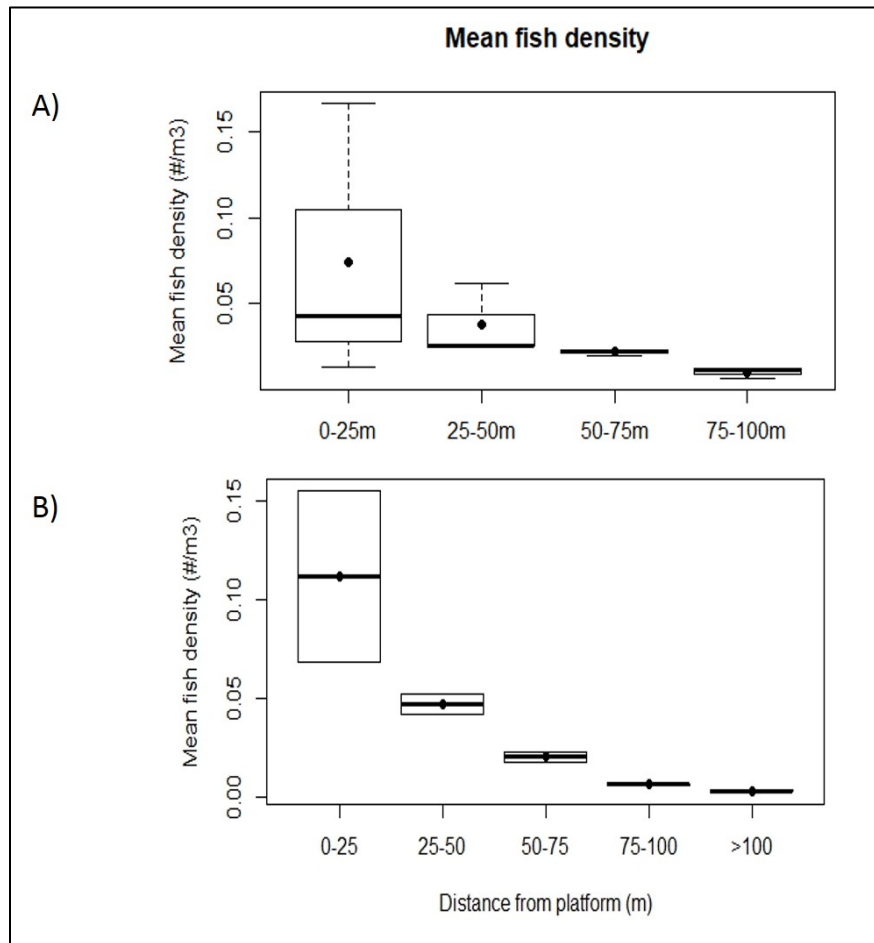 Mean fish density
A)
Mean fish density (#/m3)
0.15
0.10
0.05
0-25m 25-50m 50-75m 75-100m
B)
Mean fish density (#/m3)
0.15
0.10
0.05
0.00
0-25 25-50 50-75 75-100 >100
Distance from platform (m)